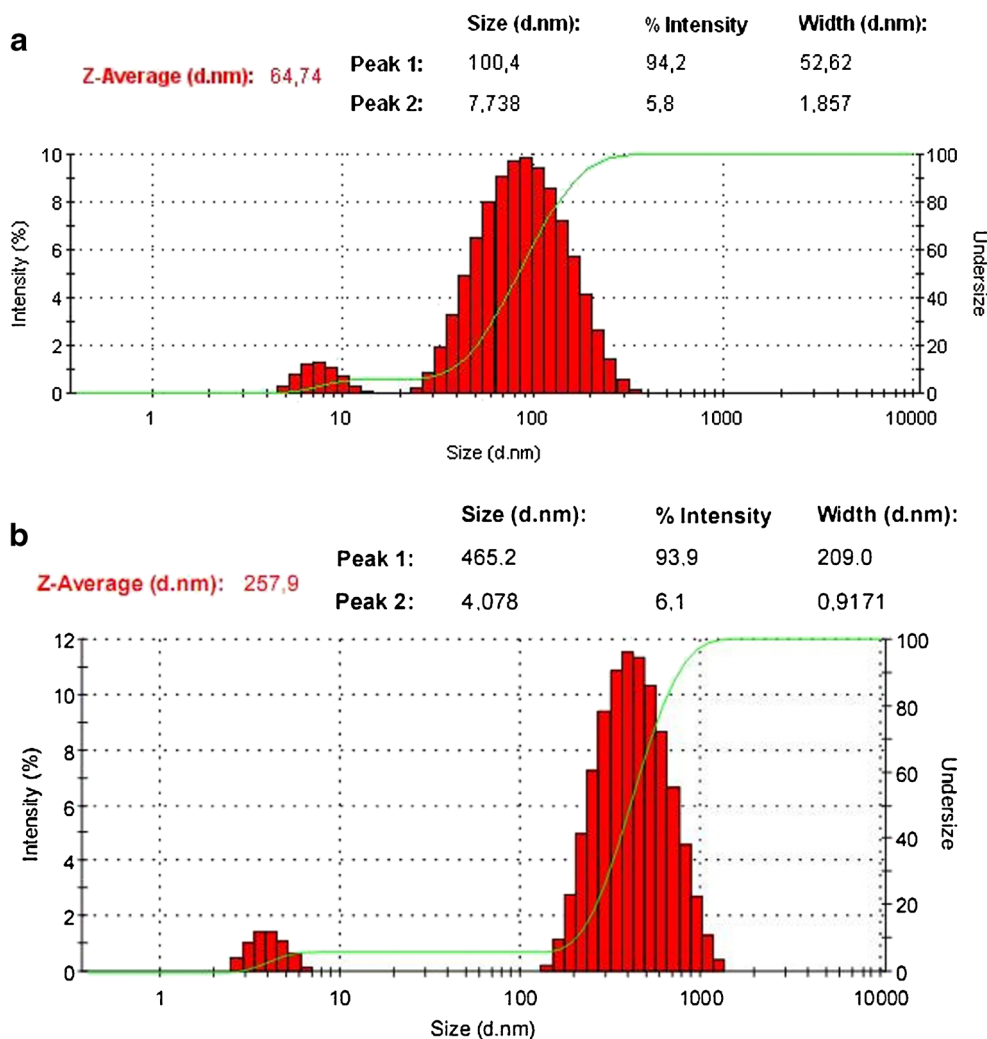 a
Size (d.nm): % Intensity Width (d.nm):
Z-Average (d.nm): 64,74
Peak 1: 100,4 94,2 52,62
Peak 2: 7,738 5,8 1,857
10 100
8 80
6 60
4 40
2 20
0 0
Intensity (%)
Undersize
1 10 100 1000 10000
Size (d.nm)
b
Size (d.nm): % Intensity Width (d.nm):
Peak 1: 465.2 93,9 209.0
Z-Average (d.nm): 257,9
Peak 2: 4,078 6,1 0,9171
12 100
10 80
8 60
6 40
4 20
2 0
0
Intensity (%)
Undersize
1 10 100 1000 10000
Size (d.nm)